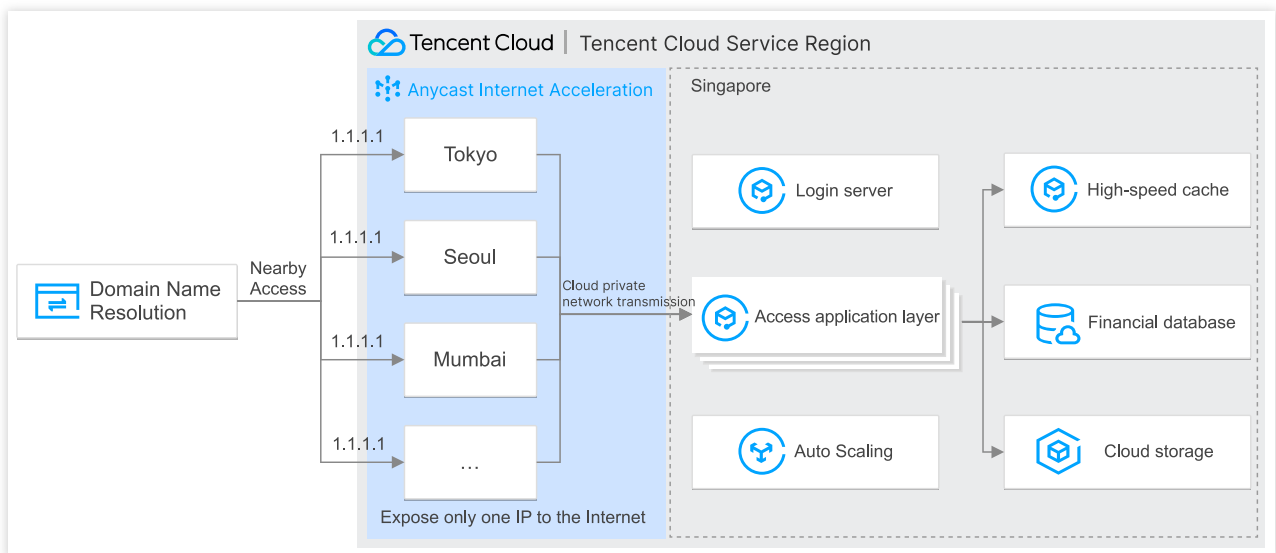 Tencent Cloud | Tencent Cloud Service Region
Anycast Internet Acceleration
Singapore
1.1.1.1
Tokyo
Login server
High-speed cache
1.1.1.1
Seoul
Nearby
Access
Domain Name
Resolution
Cloud private
network transmission
Access application layer
Financial database
1.1.1.1
Mumbai
1.1.1.1
...
Auto Scaling
Cloud storage
Expose only one IP to the Internet